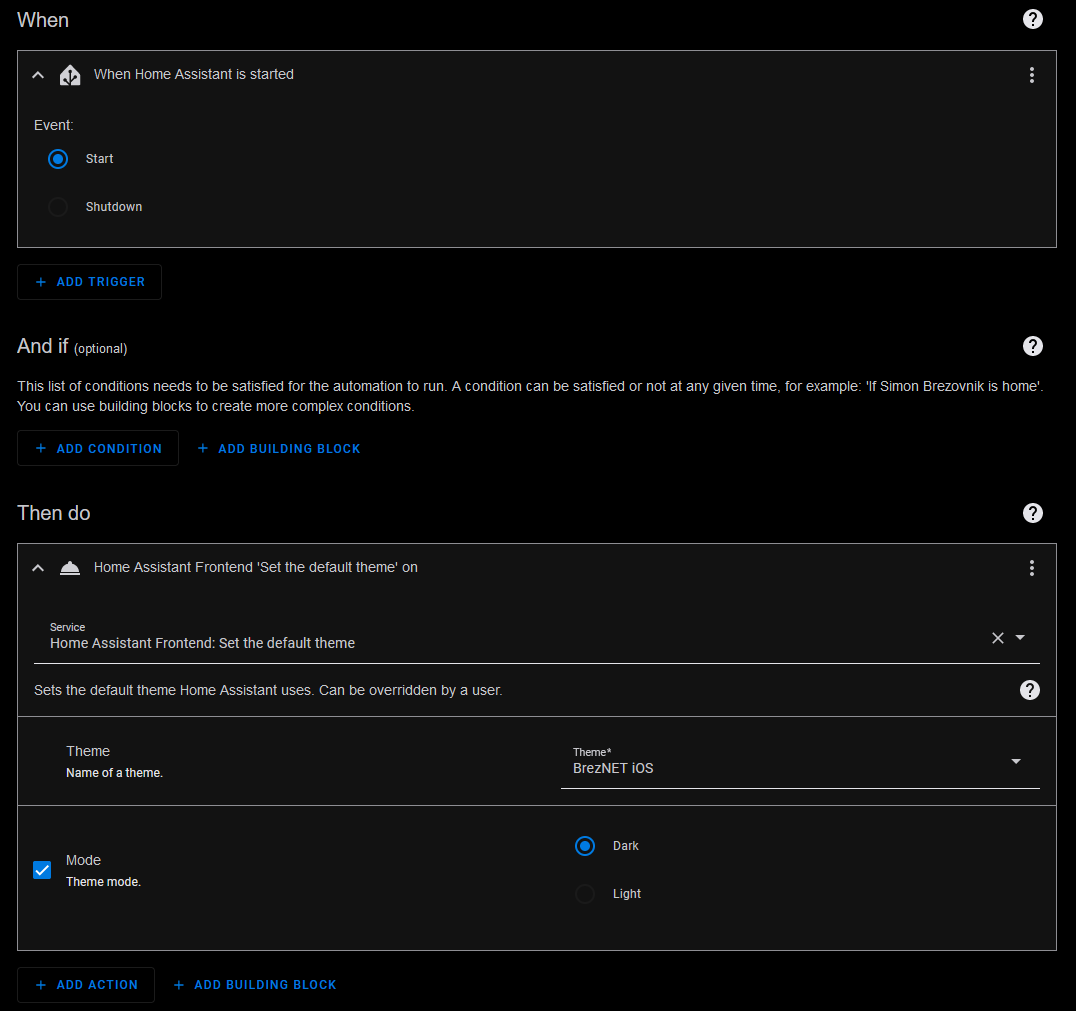 When
When Home Assistant is started
Event:
Start
Shutdown
+ ADD TRIGGER
And if (optional)
This list of conditions needs to be satisfied for the automation to run. A condition can be satisfied or not at any given time, for example: 'If Simon Brezovnik is home'.
You can use building blocks to create more complex conditions.
+ ADD CONDITION + ADD BUILDING BLOCK
Then do
Home Assistant Frontend 'Set the default theme' on
Service
Home Assistant Frontend: Set the default theme
Sets the default theme Home Assistant uses. Can be overridden by a user.
Theme
Name of a theme.
Theme*
BrezNET iOS
Mode
Theme mode.
Dark
Light
+ ADD ACTION + ADD BUILDING BLOCK